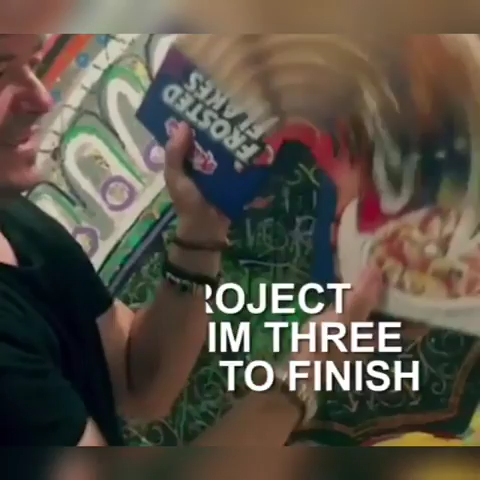 FROSTED
FLAKES
ROJECT
IM THREE
TO FINISH